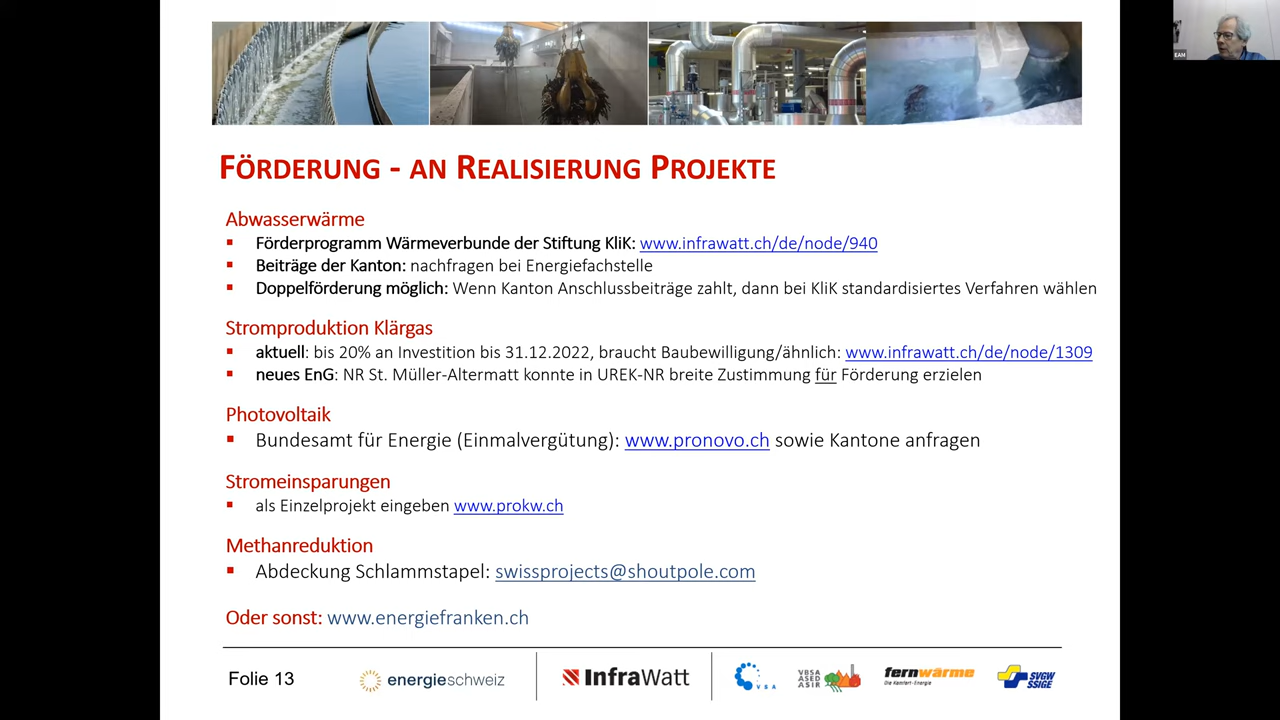 EAM
FÖRDERUNG - AN REALISIERUNG PROJEKTE
Abwasserwärme
▪ Förderprogramm Wärmeverbunde der Stiftung KliK: www.infrawatt.ch/de/node/940
▪ Beiträge der Kanton: nachfragen bei Energiefachstelle
▪ Doppelförderung möglich: Wenn Kanton Anschlussbeiträge zahlt, dann bei KliK standardisiertes Verfahren wählen
Stromproduktion Klärgas
▪ aktuell: bis 20% an Investition bis 31.12.2022, braucht Baubewilligung/ähnlich: www.infrawatt.ch/de/node/1309
▪ neues EnG: NR St. Müller-Altermatt konnte in UREK-NR breite Zustimmung für Förderung erzielen
Photovoltaik
▪ Bundesamt für Energie (Einmalvergütung): www.pronovo.ch sowie Kantone anfragen
Stromeinsparungen
▪ als Einzelprojekt eingeben www.prokw.ch
Methanreduktion
▪ Abdeckung Schlammstapel: swissprojects@shoutpole.com
Oder sonst: www.energiefranken.ch
Folie 13
energieschweiz
InfraWatt
VSA
VBSA
ASED
ASIR
fernwärme
Die Komfort-Energie
SVGW
SSIGE